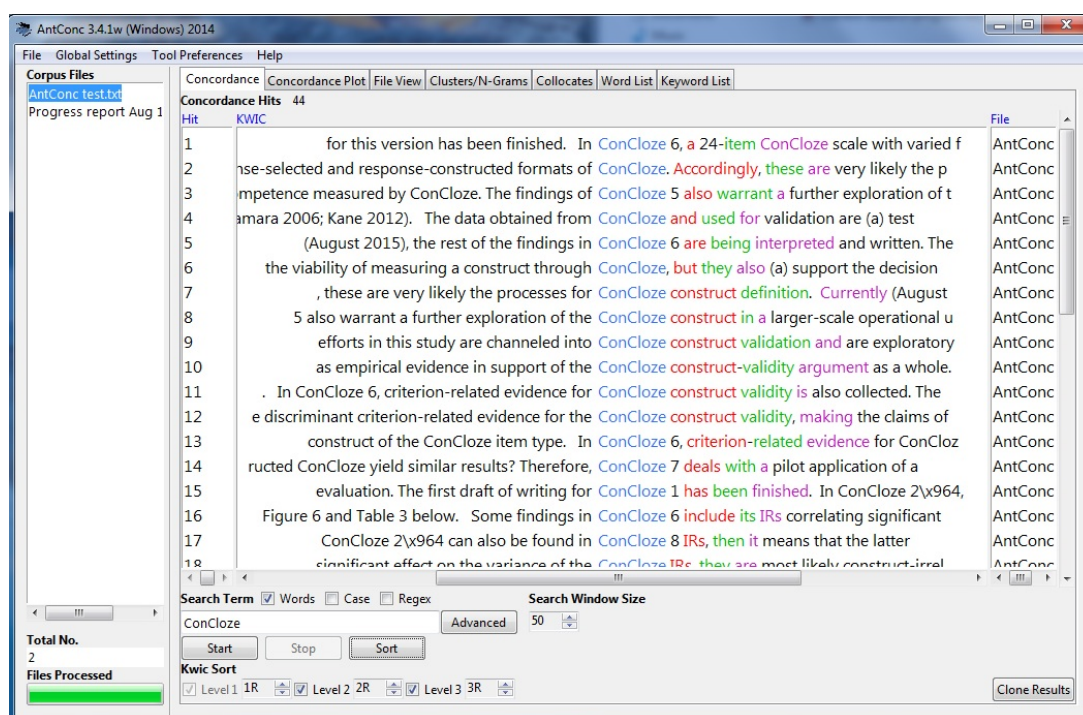 AntConc 3.4.1w (Windows) 2014
File Global Settings Tool Preferences Help
Corpus Files
AntConc test.txt
Progress report Aug 1
Concordance Concordance Plot File View Clusters/N-Grams Collocates Word List Keyword List
Concordance Hits 44
Hit KWIC File
1 for this version has been finished. In ConCloze 6, a 24-item ConCloze scale with varied f AntConc
2 nse-selected and response-constructed formats of ConCloze. Accordingly, these are very likely the p AntConc
3 ompetence measured by ConCloze. The findings of ConCloze 5 also warrant a further exploration of t AntConc
4 amara 2006; Kane 2012). The data obtained from ConCloze and used for validation are (a) test AntConc
5 (August 2015), the rest of the findings in ConCloze 6 are being interpreted and written. The AntConc
6 the viability of measuring a construct through ConCloze, but they also (a) support the decision AntConc
7 , these are very likely the processes for ConCloze construct definition. Currently (August AntConc
8 5 also warrant a further exploration of the ConCloze construct in a larger-scale operational u AntConc
9 efforts in this study are channeled into ConCloze construct validation and are exploratory AntConc
10 as empirical evidence in support of the ConCloze construct-validity argument as a whole. AntConc
11 . In ConCloze 6, criterion-related evidence for ConCloze construct validity is also collected. The AntConc
12 e discriminant criterion-related evidence for the ConCloze construct validity, making the claims of AntConc
13 construct of the ConCloze item type. In ConCloze 6, criterion-related evidence for ConCloz AntConc
14 ructed ConCloze yield similar results? Therefore, ConCloze 7 deals with a pilot application of a AntConc
15 evaluation. The first draft of writing for ConCloze 1 has been finished. In ConCloze 2\x964, AntConc
16 Figure 6 and Table 3 below. Some findings in ConCloze 6 include its IRs correlating significant AntConc
17 ConCloze 2\x964 can also be found in ConCloze 8 IRs, then it means that the latter AntConc
18 significant effect on the variance of the ConCloze IRs, they are most likely construct-irrel AntConc
Search Term Words Case Regex Search Window Size
ConCloze Advanced 50
Start Stop Sort
Total No.
2
Files Processed
Kwic Sort
Level 1 1R Level 2 2R Level 3 3R Clone Results